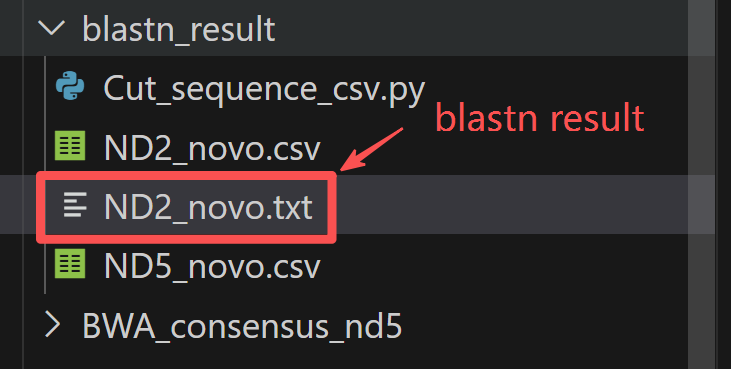 blastn_result
Cut_sequence_csv.py
blastn result
ND2_novo.csv
ND2_novo.txt
ND5_novo.csv
BWA_consensus_nd5